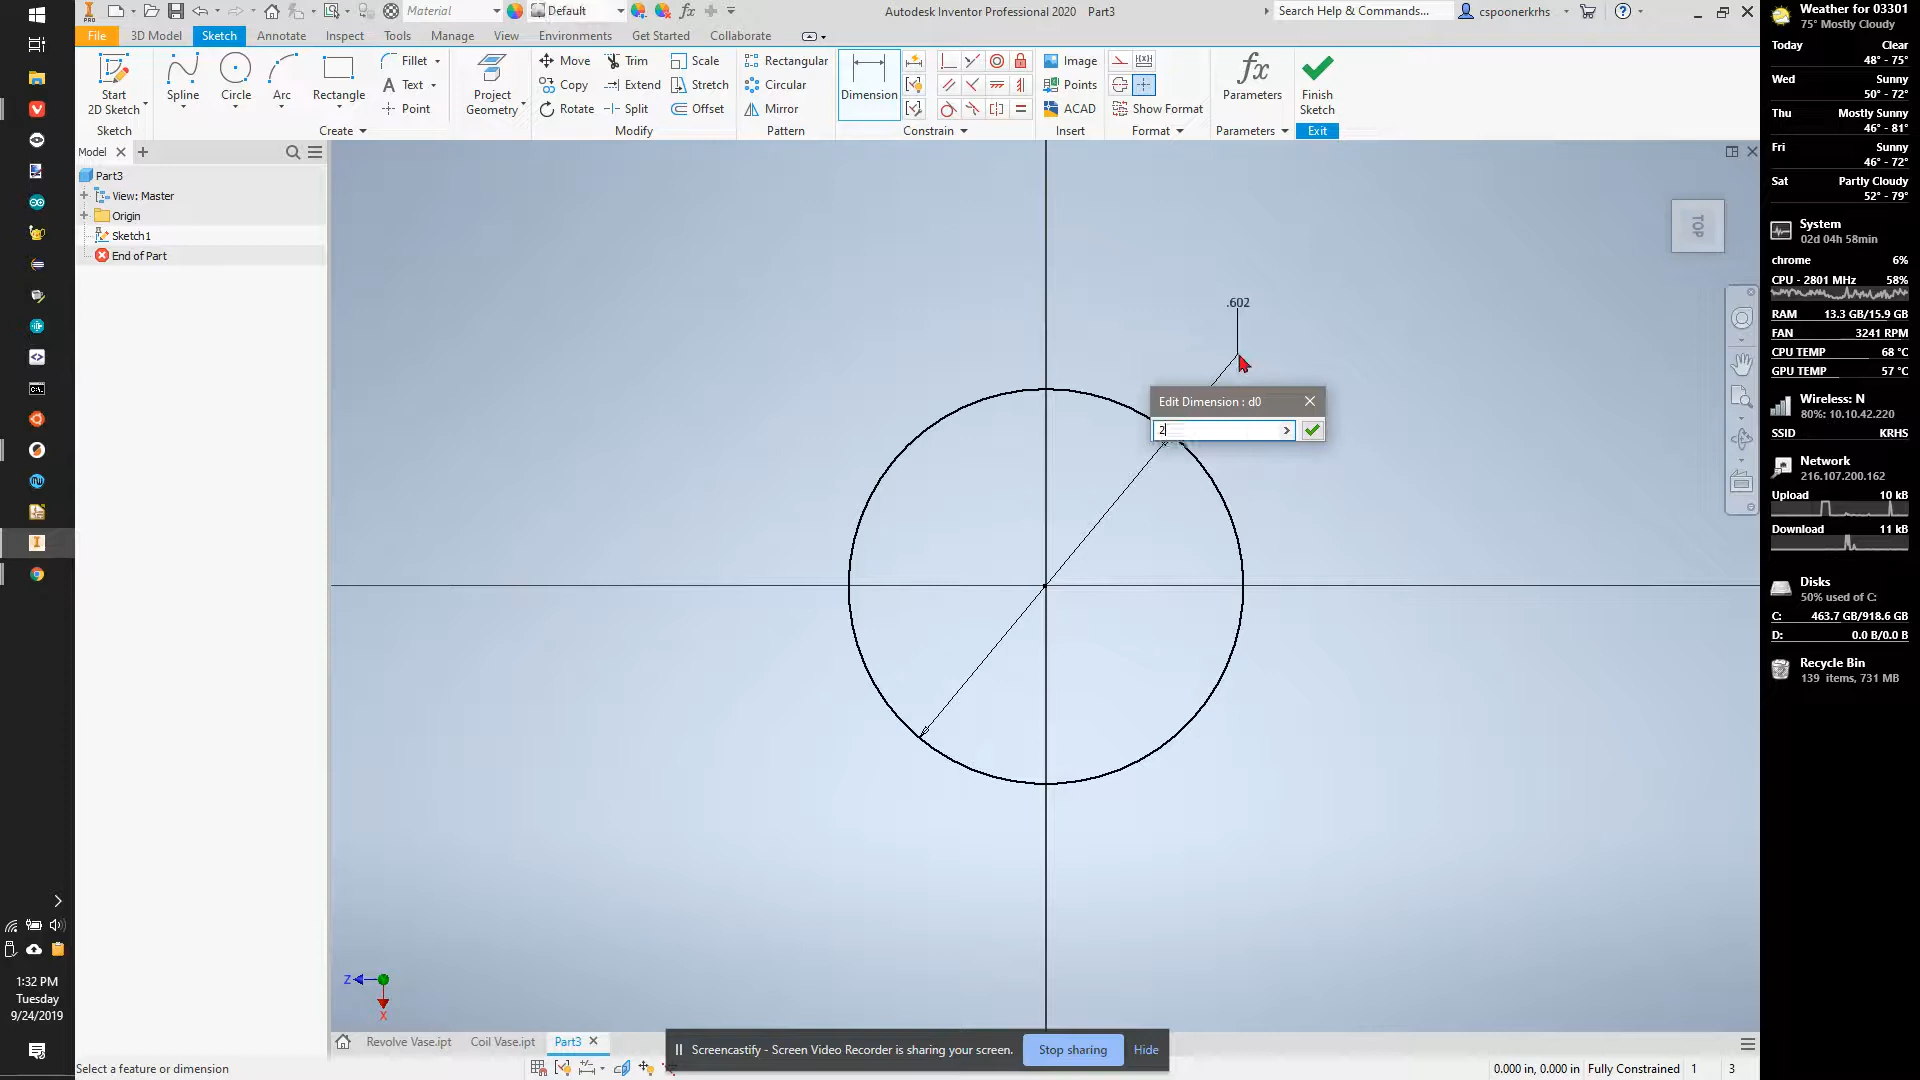 Material
Default
Autodesk Inventor Professional 2020 Part3
Search Help & Commands...
cspoonerkrhs
File
3D Model
Sketch
Annotate
Inspect
Tools
Manage
View
Environments
Get Started
Collaborate
Start
2D Sketch
Spline
Circle
Arc
Rectangle
Fillet
Text
Point
Project
Geometry
Move
Copy
Rotate
Trim
Extend
Split
Scale
Stretch
Offset
Rectangular
Circular
Mirror
Dimension
Image
Points
ACAD
Show Format
Parameters
Finish
Sketch
Sketch
Create
Modify
Pattern
Constrain
Insert
Format
Parameters
Exit
Model
Part3
View: Master
Origin
Sketch1
End of Part
TOP
.602
Edit Dimension : d0
2
Z
X
Revolve Vase.ipt
Coil Vase.ipt
Part3
Screencastify - Screen Video Recorder is sharing your screen.
Stop sharing
Hide
Select a feature or dimension
0.000 in, 0.000 in
Fully Constrained
1
3
1:32 PM
Tuesday
9/24/2019
Weather for 03301
75° Mostly Cloudy
Today Clear
48° - 75°
Wed Sunny
50° - 72°
Thu Mostly Sunny
46° - 81°
Fri Sunny
46° - 72°
Sat Partly Cloudy
52° - 79°
System
02d 04h 58min
chrome 6%
CPU - 2801 MHz 58%
RAM 13.3 GB/15.9 GB
FAN 3241 RPM
CPU TEMP 68 °C
GPU TEMP 57 °C
Wireless: N
80%: 10.10.42.220
SSID KRHS
Network
216.107.200.162
Upload 10 kB
Download 11 kB
Disks
50% used of C:
C: 463.7 GB/918.6 GB
D: 0.0 B/0.0 B
Recycle Bin
139 items, 731 MB